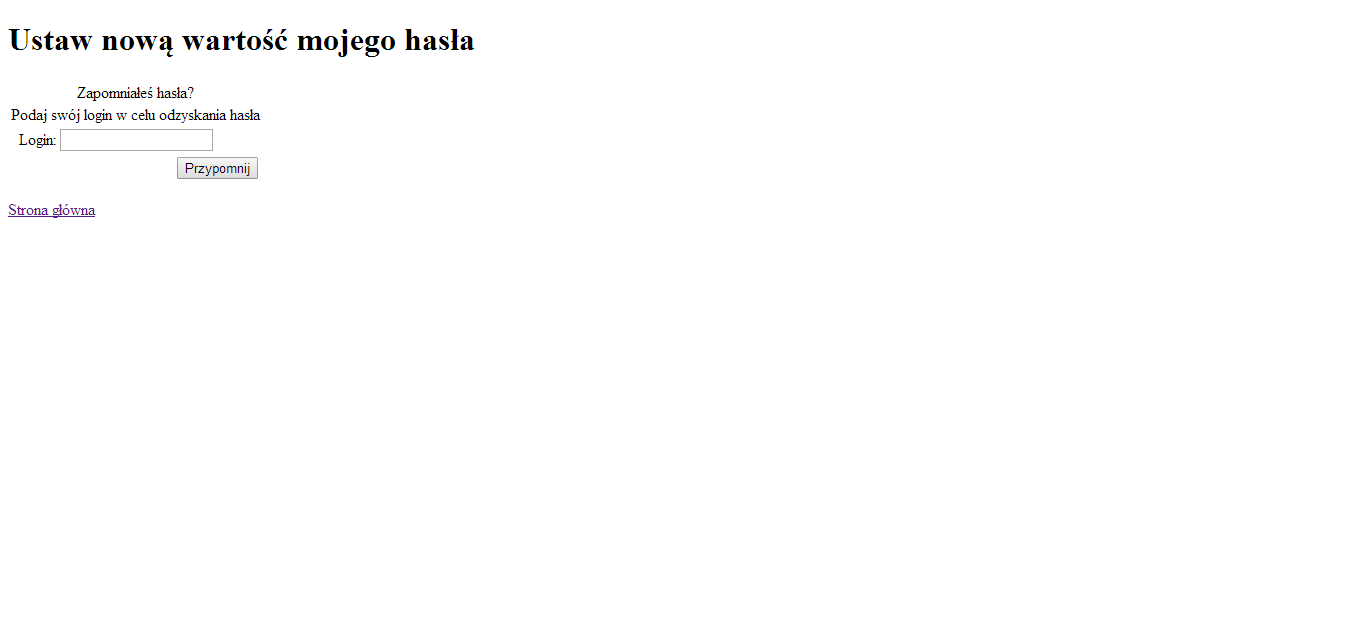 Ustaw nową wartość mojego hasła
Zapomniałeś hasła?
Podaj swój login w celu odzyskania hasła
Login:
Przypomnij
Strona główna